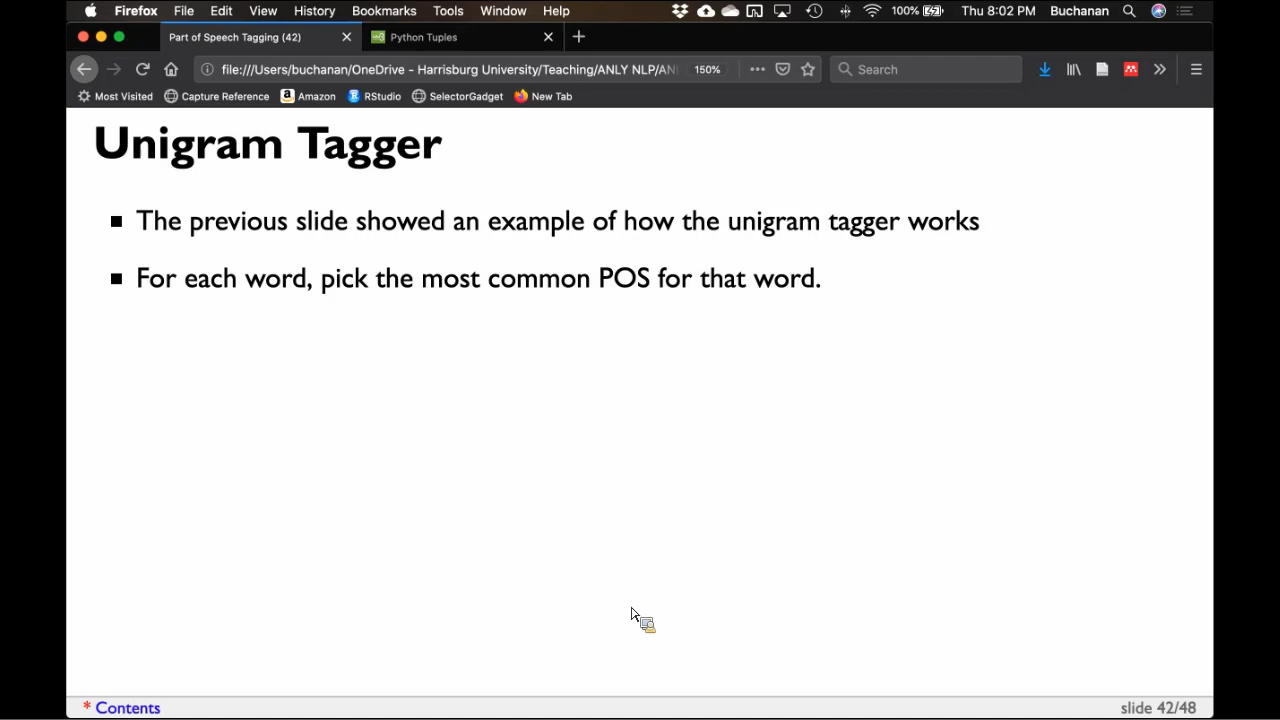 Firefox File Edit View History Bookmarks Tools Window Help 100% Thu 8:02 PM Buchanan
Part of Speech Tagging (42) Python Tuples
file:///Users/buchanan/OneDrive - Harrisburg University/Teaching/ANLY NLP/AN 150% Search
Most Visited Capture Reference Amazon RStudio SelectorGadget New Tab
Unigram Tagger
The previous slide showed an example of how the unigram tagger works
For each word, pick the most common POS for that word.
* Contents slide 42/48